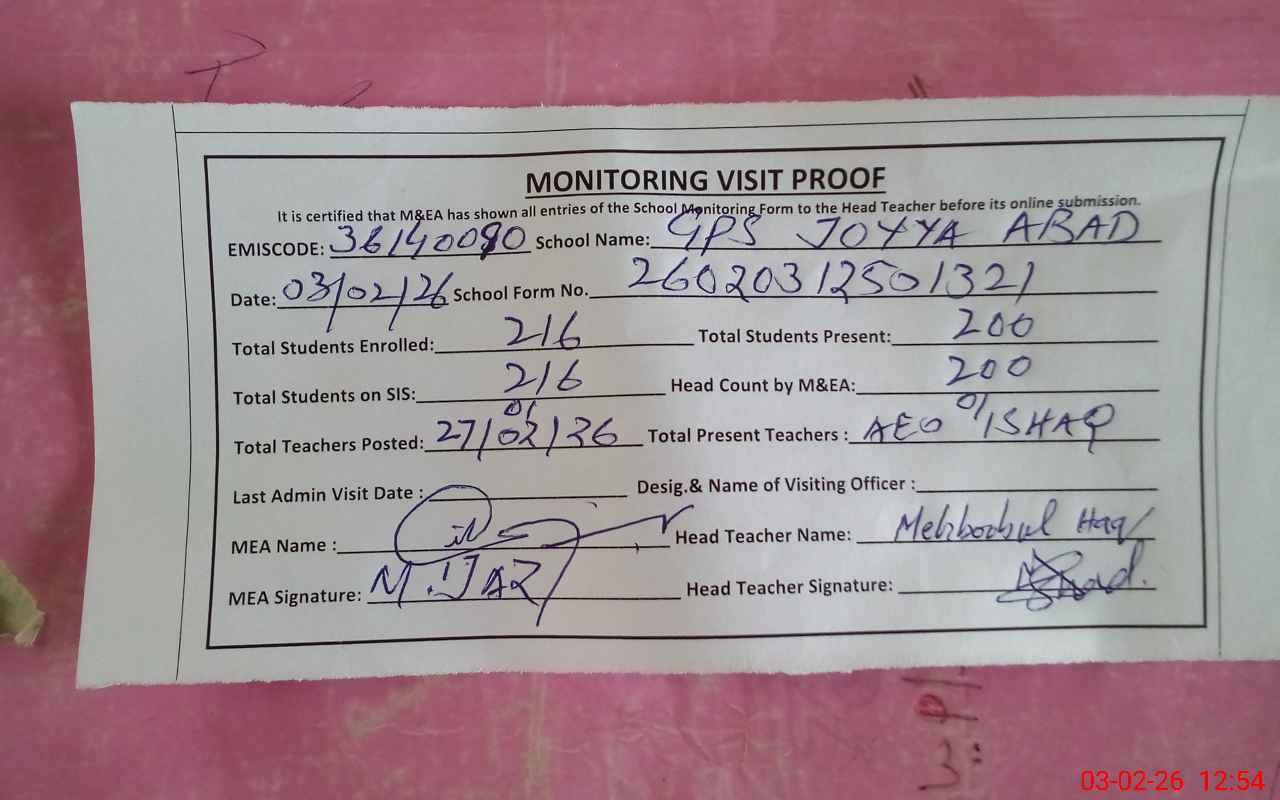 MONITORING VISIT PROOF
It is certified that M&EA has shown all entries of the School Monitoring Form to the Head Teacher before its online submission.
EMISCODE: 36140090 School Name: GPS JOYYA ABAD
Date: 03/02/26 School Form No. 26020312501321
Total Students Enrolled: 216 Total Students Present: 200
Total Students on SIS: 216 Head Count by M&EA: 200
01 01
Total Teachers Posted: 27/02/26 Total Present Teachers : AEO ISHAQ
Last Admin Visit Date : Desig.& Name of Visiting Officer :
MEA Name : Head Teacher Name: Mehboobul Haq
MEA Signature: M.IJAZ Head Teacher Signature:
03-02-26 12:54